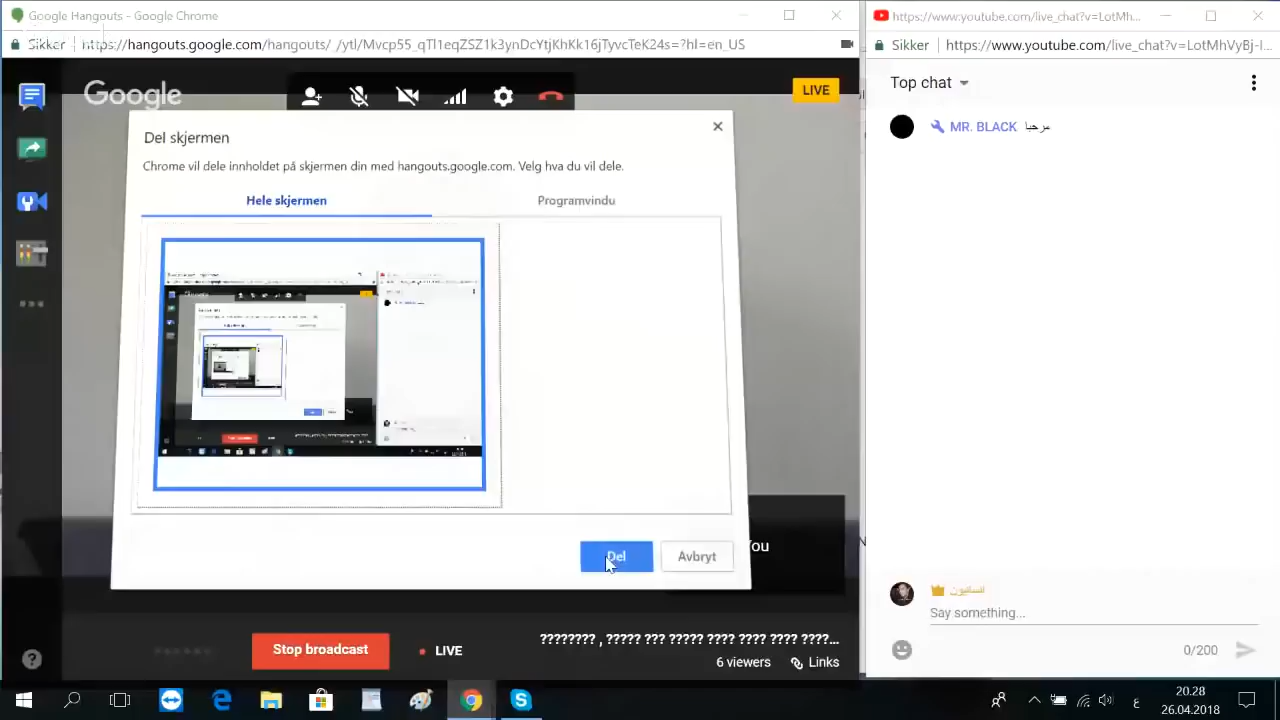 Google Hangouts - Google Chrome
Sikker
https://hangouts.google.com/hangouts/_/ytl/Mvcp55_qTl1eqZSZ1k3ynDcYtjKhKk16jTyvcTeK24s=?hl=en_US
Google
LIVE
Del skjermen
Chrome vil dele innholdet på skjermen din med hangouts.google.com. Velg hva du vil dele.
Hele skjermen
Programvindu
Del
Avbryt
You
Stop broadcast
LIVE
???????? , ????? ??? ????? ???? ???? ???? ????...
6 viewers
Links
https://www.youtube.com/live_chat?v=LotMh...
Sikker
https://www.youtube.com/live_chat?v=LotMhVyBj-I...
Top chat
MR. BLACK مرحبا
انسانيون
Say something...
0/200
ع
20.28
26.04.2018